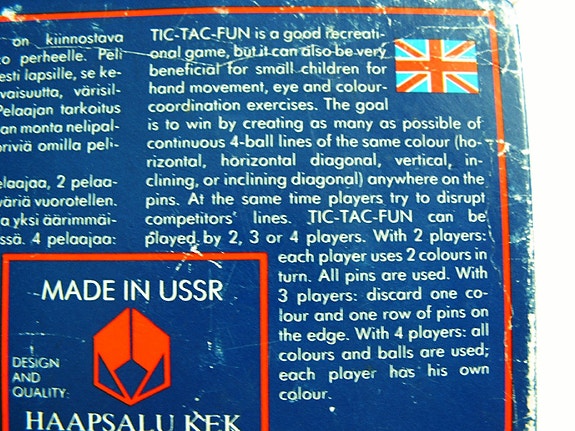 on kiinnostava
o perheelle. Peli
esti lapsille, se ke-
vaisuutta, värisil-
Pelaajan tarkoitus
an monta nelipal-
riviä omilla peli-
elaajaa, 2 pelaa-
väriä vuorotellen.
a yksi äärimmäi-
ssä. 4 pelaajaa:
TIC-TAC-FUN is a good recreati-
onal game, but it can also be very
beneficial for small children for
hand movement, eye and colour-
coordination exercises. The goal
is to win by creating as many as possible of
continuous 4-ball lines of the same colour (ho-
rizontal, horizontal diagonal, vertical, in-
clining, or inclining diagonal) anywhere on the
pins. At the same time players try to disrupt
competitors' lines. TIC-TAC-FUN can be
played by 2, 3 or 4 players. With 2 players:
each player uses 2 colours in
turn. All pins are used. With
3 players: discard one co-
lour and one row of pins on
the edge. With 4 players: all
colours and balls are used;
each player has his own
colour.
MADE IN USSR
DESIGN
AND
QUALITY:
HAAPSALU KEK